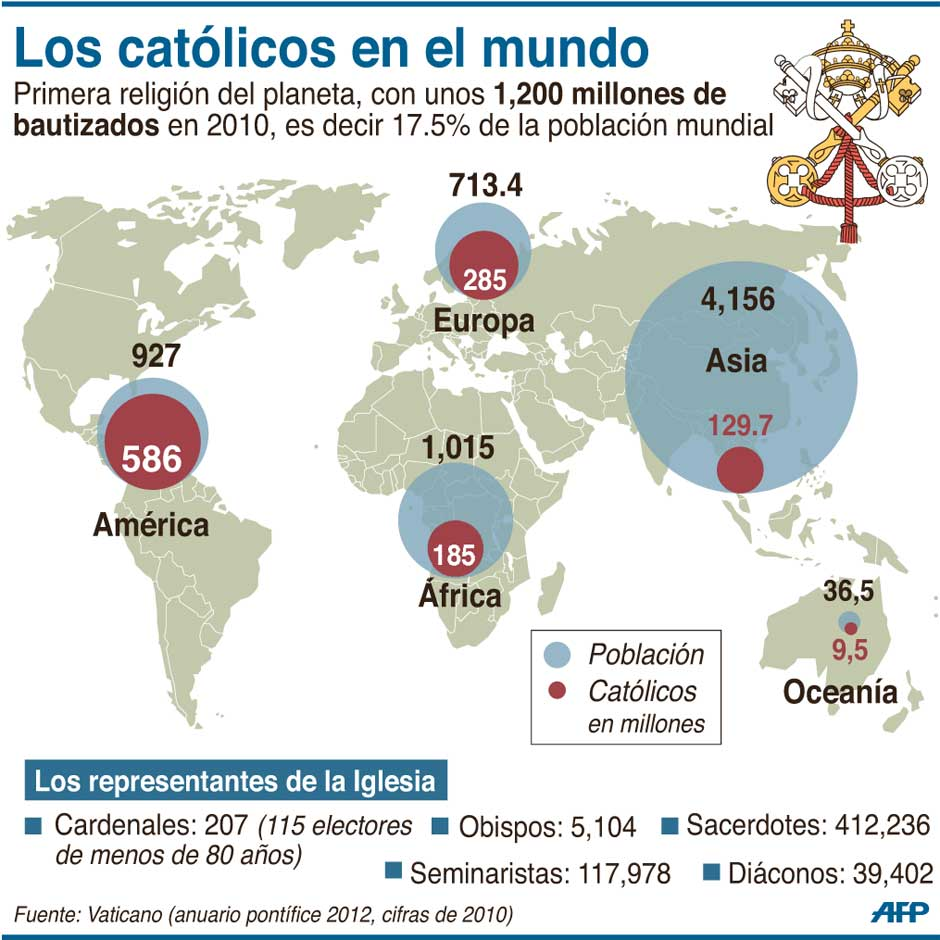 Los católicos en el mundo
Primera religión del planeta, con unos 1,200 millones de
bautizados en 2010, es decir 17.5% de la población mundial
713.4
285
Europa
4,156
Asia
129.7
927
586
América
1,015
185
África
36,5
9,5
Oceanía
Población
Católicos
en millones
Los representantes de la Iglesia
Cardenales: 207 (115 electores
de menos de 80 años)
Obispos: 5,104
Sacerdotes: 412,236
Seminaristas: 117,978
Diáconos: 39,402
Fuente: Vaticano (anuario pontífice 2012, cifras de 2010)
AFP